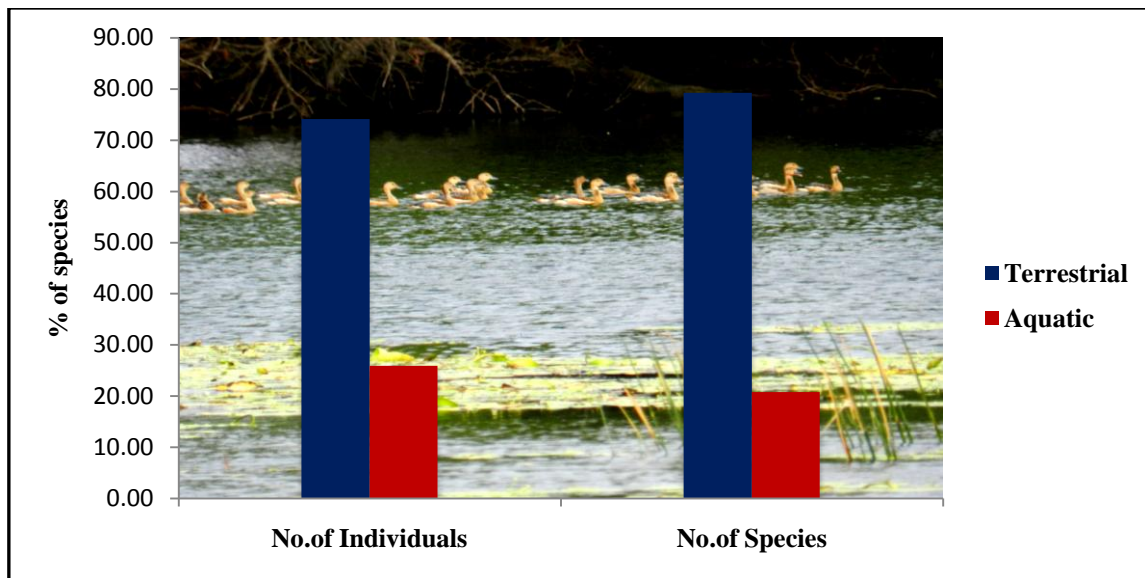 90.00
80.00
70.00
60.00
50.00
40.00
30.00
20.00
10.00
0.00
% of species
No.of Individuals
No.of Species
Terrestrial
Aquatic